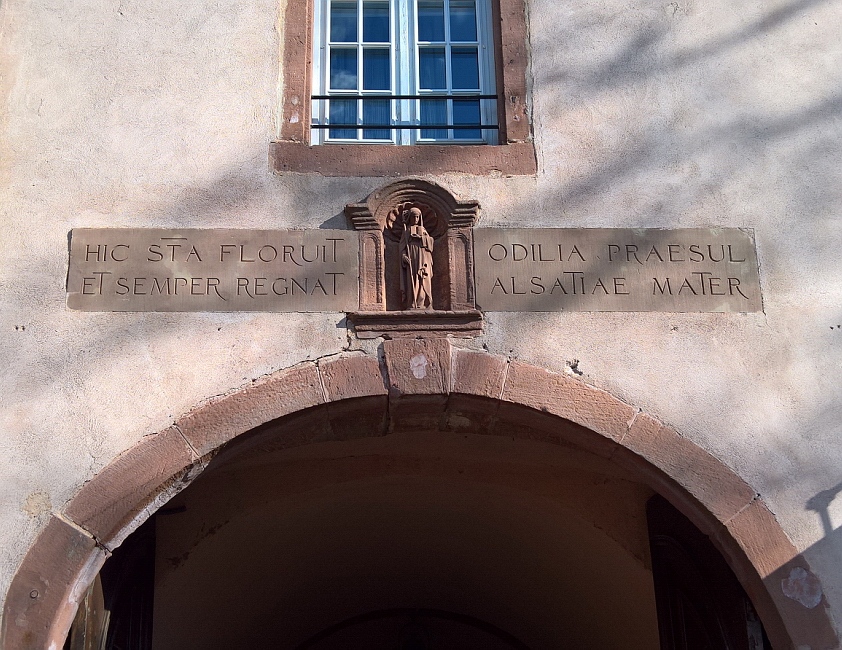 HIC STA FLORUIT
ET SEMPER REGNAT
ODILIA PRAESUL
ALSATIAE MATER